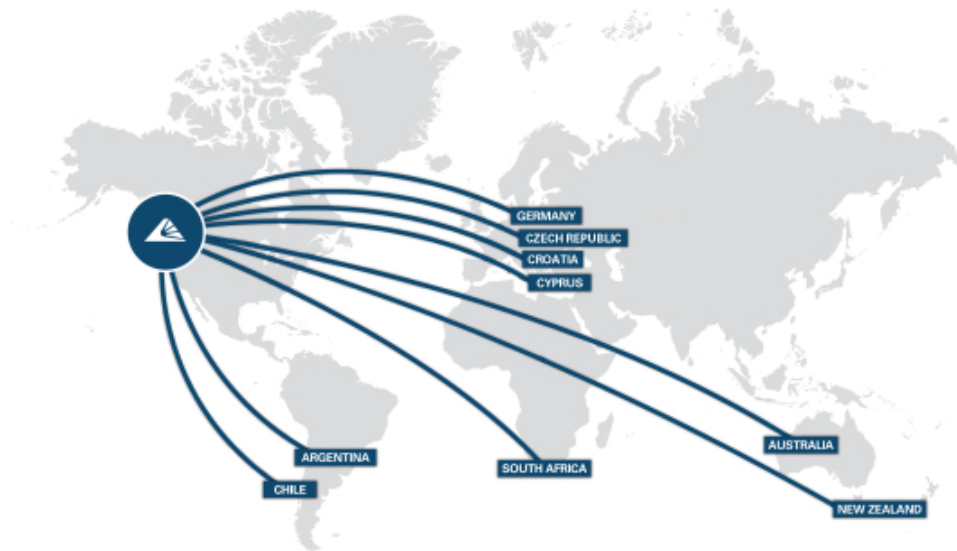 GERMANY
CZECH REPUBLIC
CROATIA
CYPRUS
AUSTRALIA
ARGENTINA
SOUTH AFRICA
CHILE
NEW ZEALAND